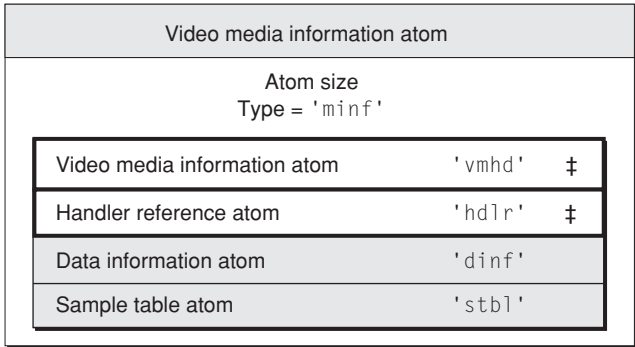 Video media information atom
Atom size
Type = 'minf'
Video media information atom 'vmhd' ‡
Handler reference atom 'hdlr' ‡
Data information atom 'dinf'
Sample table atom 'stbl'